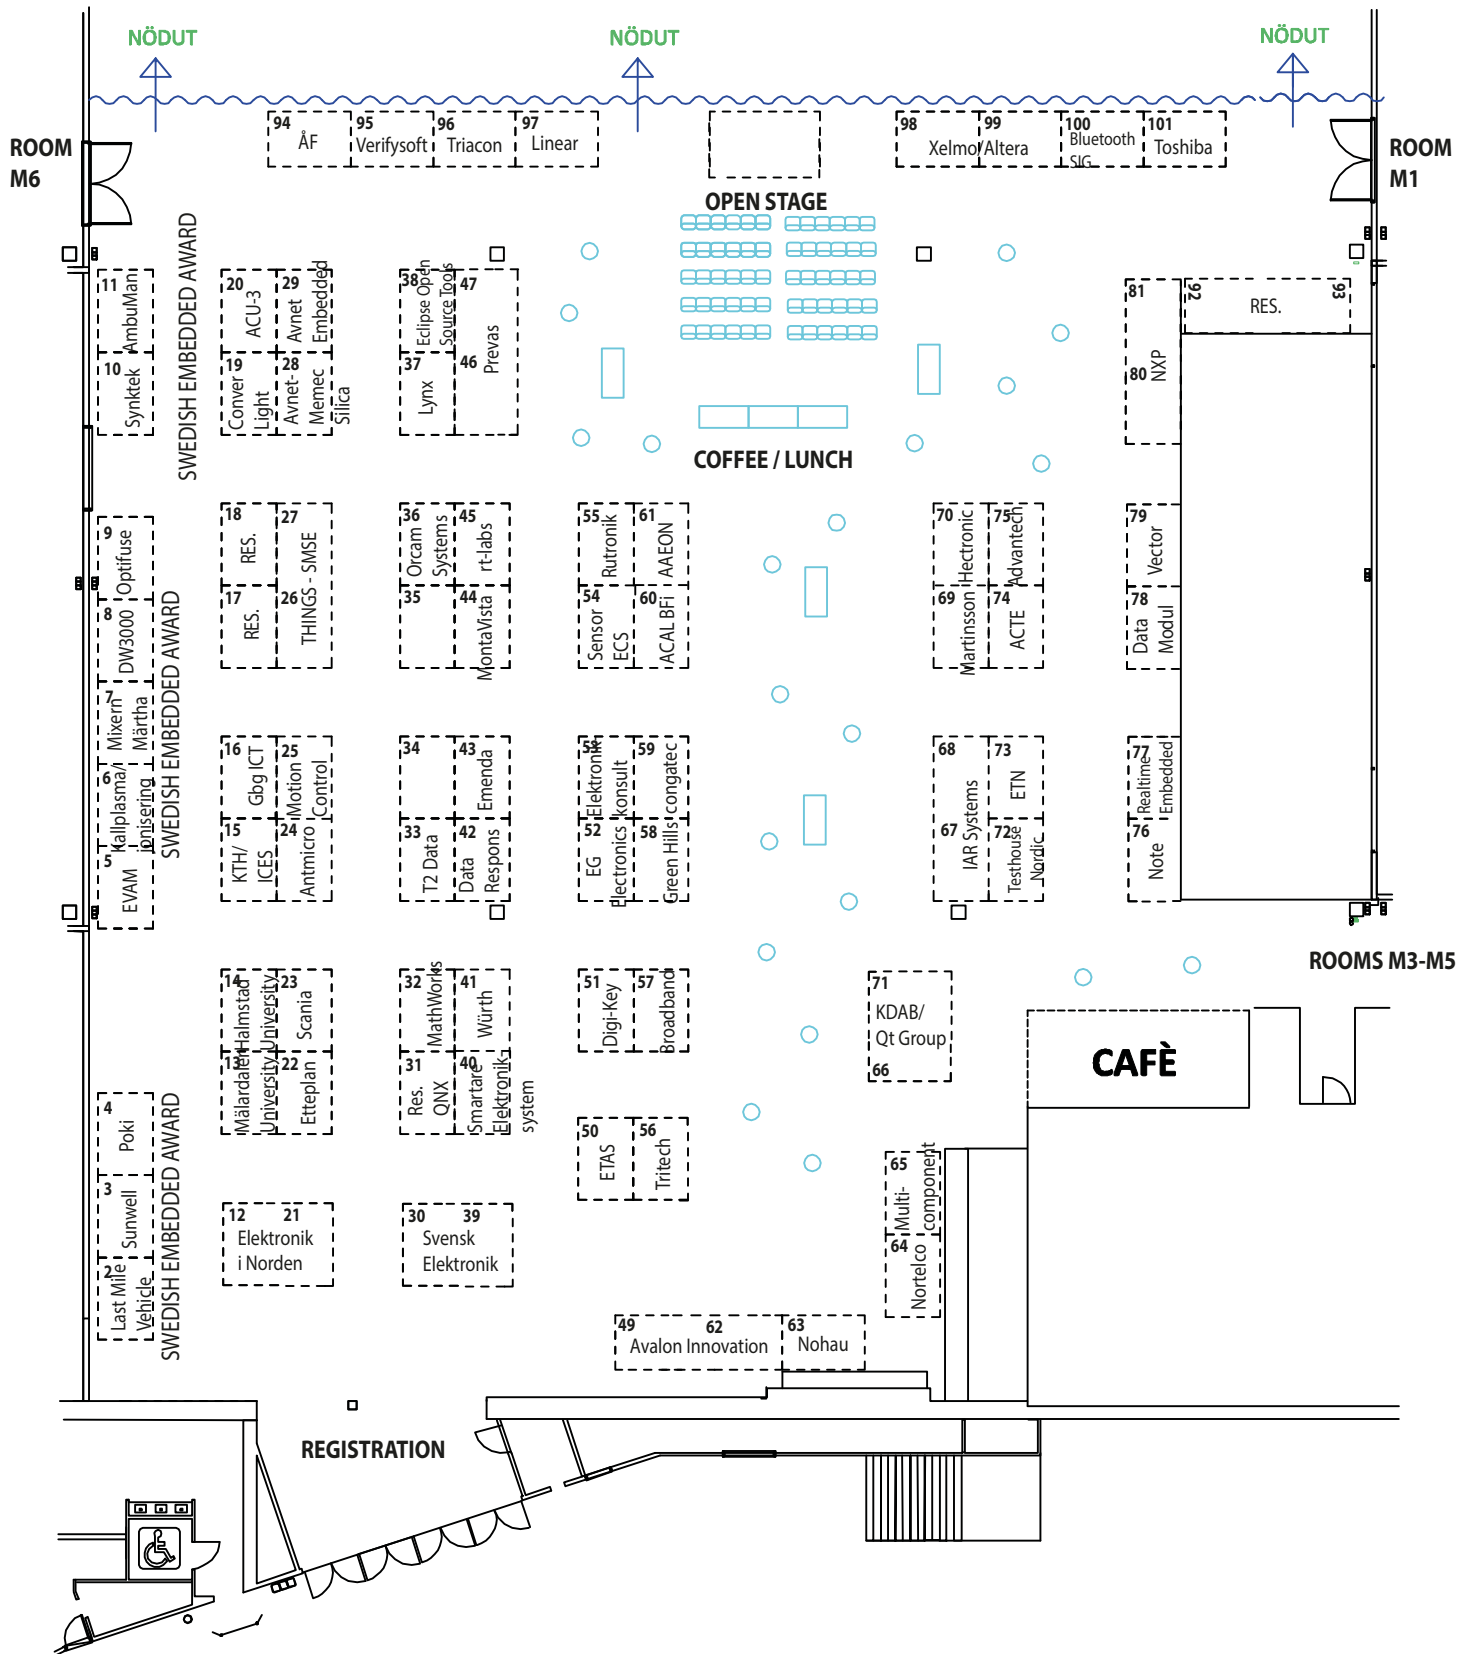 NÖDUT
NÖDUT
NÖDUT
ROOM
M6
94
ÅF
95
Verifysoft
96
Triacon
97
Linear
98
99
Xelmo/Altera
100
Bluetooth
SIG
101
Toshiba
ROOM
M1
OPEN STAGE
SWEDISH EMBEDDED AWARD
11
AmbuMan
10
Synktek
20
ACU-3
29
Avnet
Embedded
19
Conver
Light
28
Avnet-
Memec
Silica
38
Eclipse Open
Source Tools
37
Lynx
47
46
Prevas
81
80
NXP
92
93
RES.
COFFEE / LUNCH
9
Optifuse
8
DW3000
7
Mixern
Märtha
6
Kallplasma/
jonisering
5
EVAM
SWEDISH EMBEDDED AWARD
18
RES.
17
RES.
27
26
THINGS - SMSE
36
Orcam
Systems
35
45
rt-labs
44
MontaVista
55
Rutronik
54
Sensor
ECS
61
AAEON
60
ACAL BFi
70
Hectronic
69
Martinsson
75
Advantech
74
ACTE
79
Vector
78
Data
Modul
16
Gbg ICT
15
KTH/
ICES
25
Motion
Control
24
Antmicro
34
33
T2 Data
43
Emenda
42
Data
Respons
53
Elektronik
konsult
52
EG
Electronics
59
congatec
58
Green Hills
68
67
IAR Systems
73
ETN
72
Testhouse
Nordic
77
Realtime
Embedded
76
Note
ROOMS M3-M5
14
Halmstad
University
13
Mälardalen
University
23
Scania
22
Etteplan
32
MathWorks
31
Res.
QNX
41
Würth
40
Smartare
Elektronik-
system
51
Digi-Key
57
Broadband
71
KDAB/
Qt Group
66
CAFÈ
50
ETAS
56
Tritech
4
Poki
3
Sunwell
2
Last Mile
Vehicle
SWEDISH EMBEDDED AWARD
65
Multi-
component
64
Nortelco
12
21
Elektronik
i Norden
30
39
Svensk
Elektronik
49
62
Avalon Innovation
63
Nohau
REGISTRATION